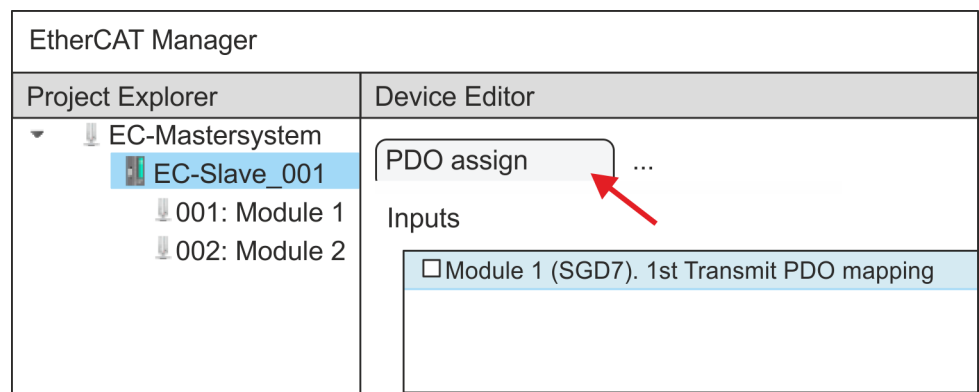 EtherCAT Manager
Project Explorer
Device Editor
EC-Mastersystem
EC-Slave_001
001: Module 1
002: Module 2
PDO assign
...
Inputs
Module 1 (SGD7). 1st Transmit PDO mapping